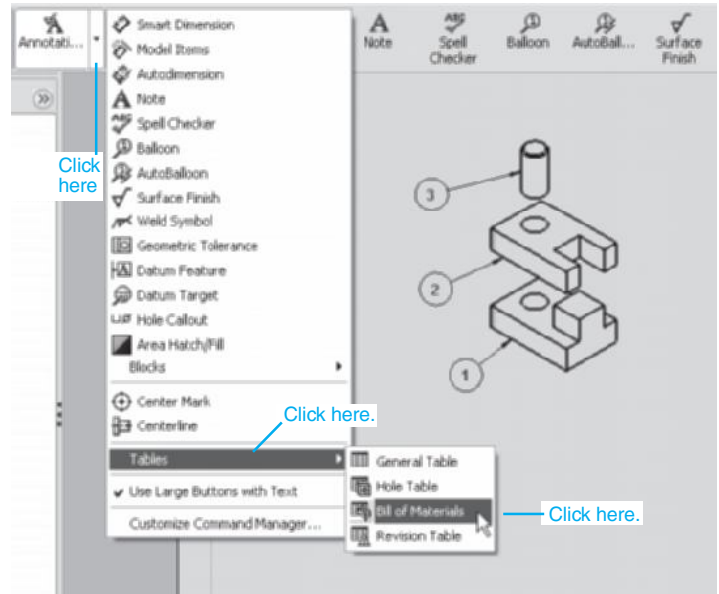 Annotati...
Smart Dimension
Model Items
Autodimension
A Note
Spell Checker
Balloon
AutoBalloon
Surface Finish
Weld Symbol
Geometric Tolerance
Datum Feature
Datum Target
Hole Callout
Area Hatch/Fill
Blocks
Center Mark
Centerline
Tables
Use Large Buttons with Text
Customize CommandManager...
General Table
Hole Table
Bill of Materials
Revision Table
Click
here
Click here.
Click here.
A
Note
ABC
Spell
Checker
Balloon
AutoBall...
Surface
Finish
3
2
1